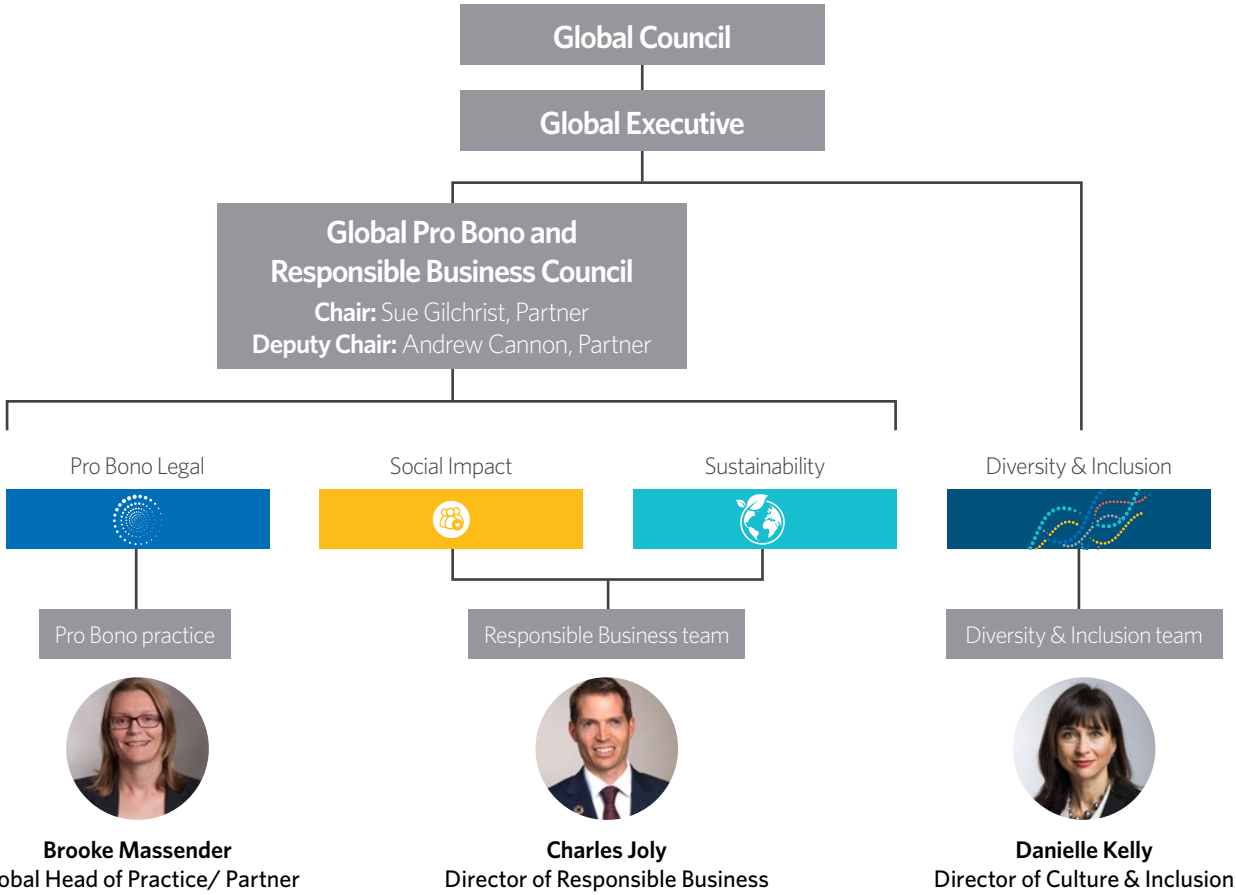 Global Council
Global Executive
Global Pro Bono and
Responsible Business Council
Chair: Sue Gilchrist, Partner
Deputy Chair: Andrew Cannon, Partner
Pro Bono Legal
Social Impact
Sustainability
Diversity & Inclusion
Pro Bono practice
Responsible Business team
Diversity & Inclusion team
Brooke Massender
obal Head of Practice/ Partner
Charles Joly
Director of Responsible Business
Danielle Kelly
Director of Culture & Inclusion